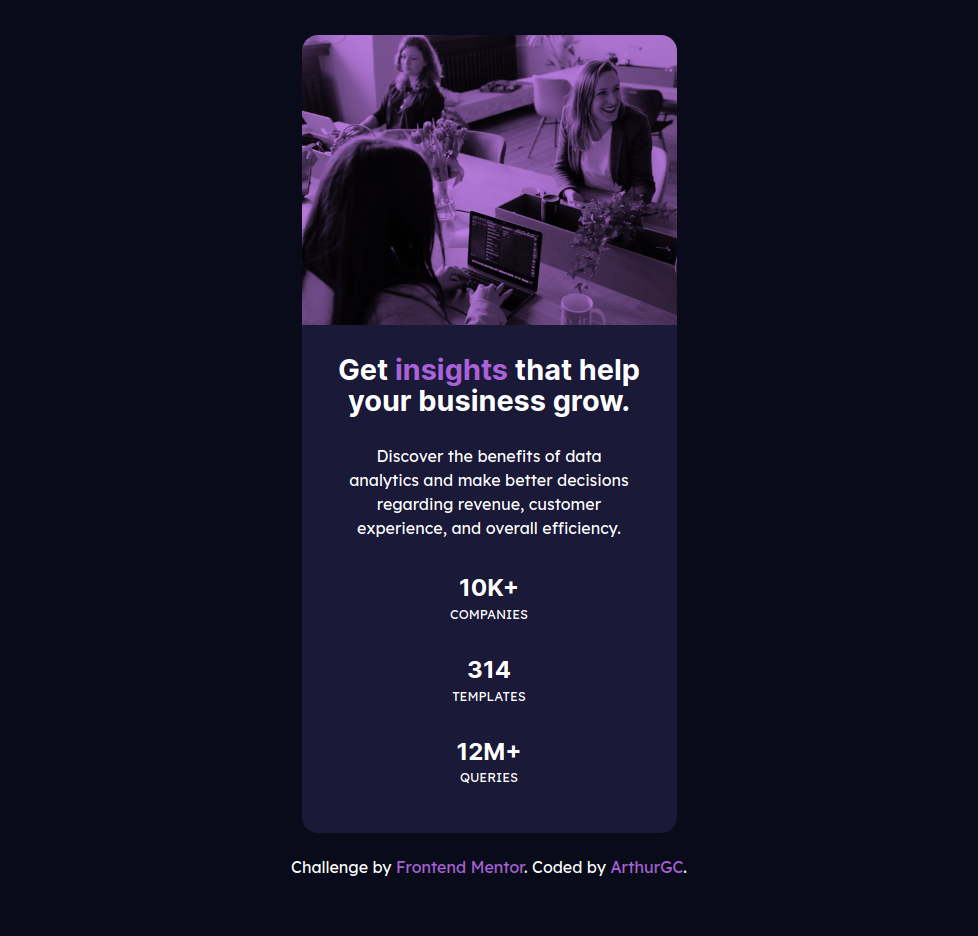 Get insights that help
your business grow.
Discover the benefits of data
analytics and make better decisions
regarding revenue, customer
experience, and overall efficiency.
10K+
COMPANIES
314
TEMPLATES
12M+
QUERIES
Challenge by Frontend Mentor. Coded by ArthurGC.